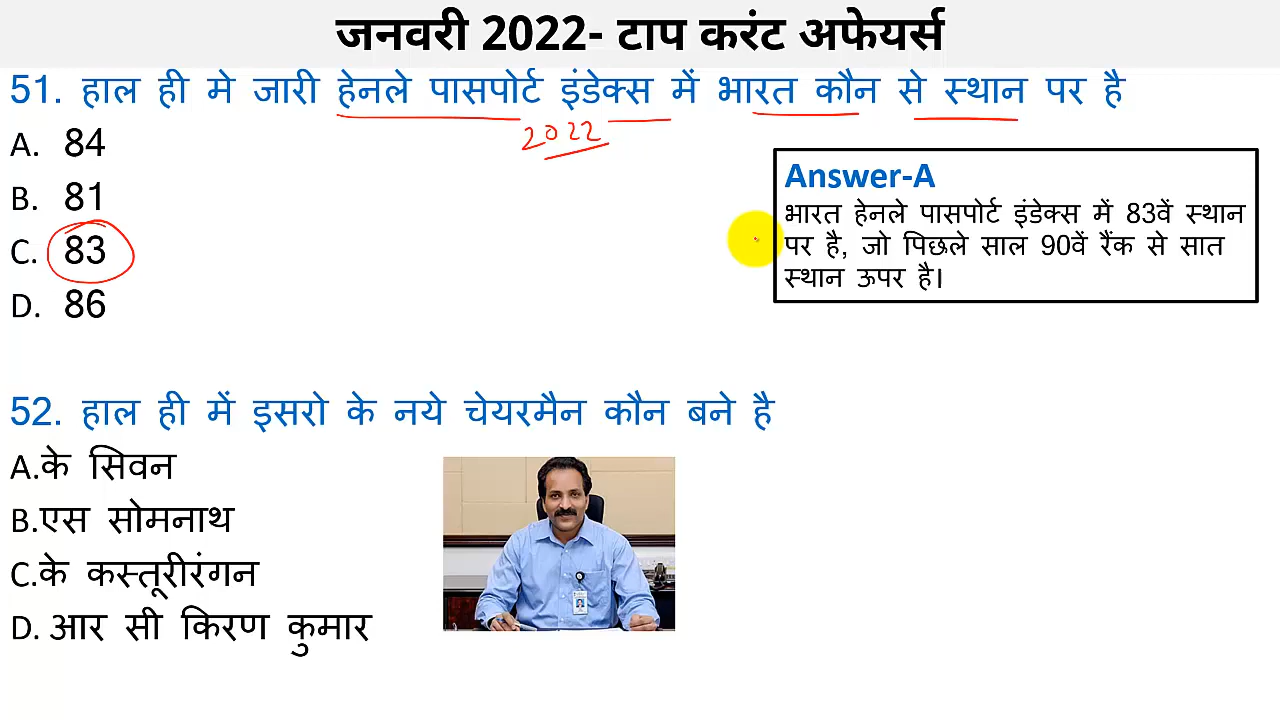 जनवरी 2022- टाप करंट अफेयर्स
51. हाल ही मे जारी हेनले पासपोर्ट इंडेक्स में भारत कौन से स्थान पर है
2022
A. 84
B. 81
C. 83
D. 86
Answer-A
भारत हेनले पासपोर्ट इंडेक्स में 83वें स्थान
पर है, जो पिछले साल 90वें रैंक से सात
स्थान ऊपर है।
52. हाल ही में इसरो के नये चेयरमैन कौन बने है
A.के सिवन
B.एस सोमनाथ
C.के कस्तूरीरंगन
D. आर सी किरण कुमार